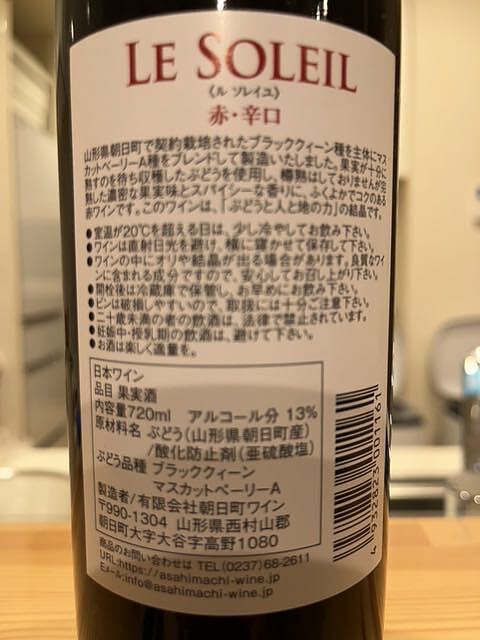 LE SOLEIL
《ル ソレイユ》
赤・辛口
山形県朝日町で契約栽培されたブラッククィーン種を主体にマス
カットベーリーA種をブレンドして製造いたしました。果実が十分に
熟すのを待ち収穫したぶどうを使用し、樽熟はしておりませんが完
熟した濃密な果実味とスパイシーな香りに、ふくよかでコクのある
赤ワインです。このワインは、「ぶどうと人と地の力」の結晶です。
●室温が20℃を超える日は、少し冷やしてお飲み下さい。
●ワインは直射日光を避け、横に寝かせて保存して下さい。
●ワインの中にオリや結晶が出る場合があります。良質なワイ
ンに含まれる成分ですので、安心してお召し上がり下さい。
●開栓後は冷蔵庫で保管し、お早めにお飲み下さい。
●ビンは破損しやすいので、取扱には十分ご注意下さい。
●二十歳未満の者の飲酒は、法律で禁止されています。
●妊娠中・授乳期の飲酒は、避けて下さい。
●お酒は楽しく適量を。
日本ワイン
品目 果実酒
内容量720ml アルコール分 13%
原材料名 ぶどう(山形県朝日町産)
/酸化防止剤(亜硫酸塩)
ぶどう品種 ブラッククィーン
マスカットベーリーA
製造者/有限会社朝日町ワイン
〒990-1304 山形県西村山郡
朝日町大字大谷字高野1080
商品のお問い合わせは TEL(0237)68-2611
URL:https://asahimachi-wine.jp
Eメール:info@asahimachi-wine.jp
4932823001161